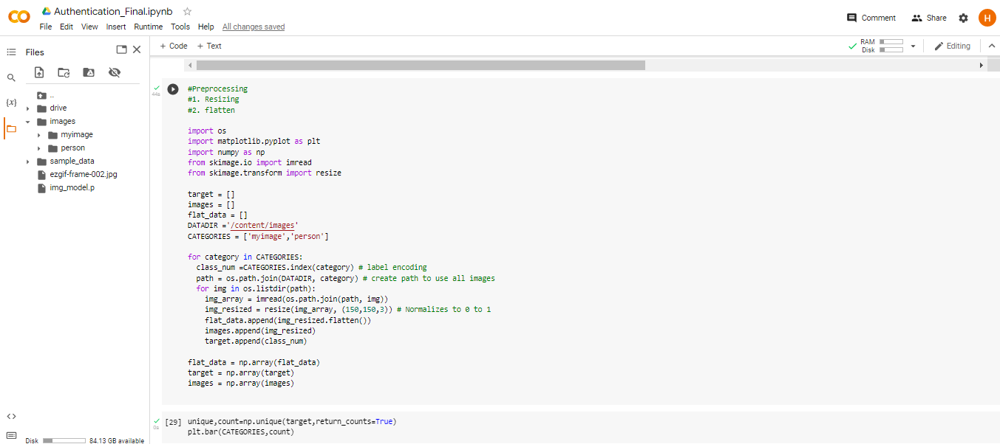 Authentication_Final.ipynb
File Edit View Insert Runtime Tools Help All changes saved
Comment Share H
Files
+ Code + Text
RAM
Disk
Editing
{x}
..
drive
images
myimage
person
sample_data
ezgif-frame-002.jpg
img_model.p
44s
#Preprocessing
#1. Resizing
#2. flatten
import os
import matplotlib.pyplot as plt
import numpy as np
from skimage.io import imread
from skimage.transform import resize
target = []
images = []
flat_data = []
DATADIR ='/content/images'
CATEGORIES = ['myimage','person']
for category in CATEGORIES:
class_num =CATEGORIES.index(category) # label encoding
path = os.path.join(DATADIR, category) # create path to use all images
for img in os.listdir(path):
img_array = imread(os.path.join(path, img))
img_resized = resize(img_array, (150,150,3)) # Normalizes to 0 to 1
flat_data.append(img_resized.flatten())
images.append(img_resized)
target.append(class_num)
flat_data = np.array(flat_data)
target = np.array(target)
images = np.array(images)
0s
[29] unique,count=np.unique(target,return_counts=True)
plt.bar(CATEGORIES,count)
Disk 84.13 GB available